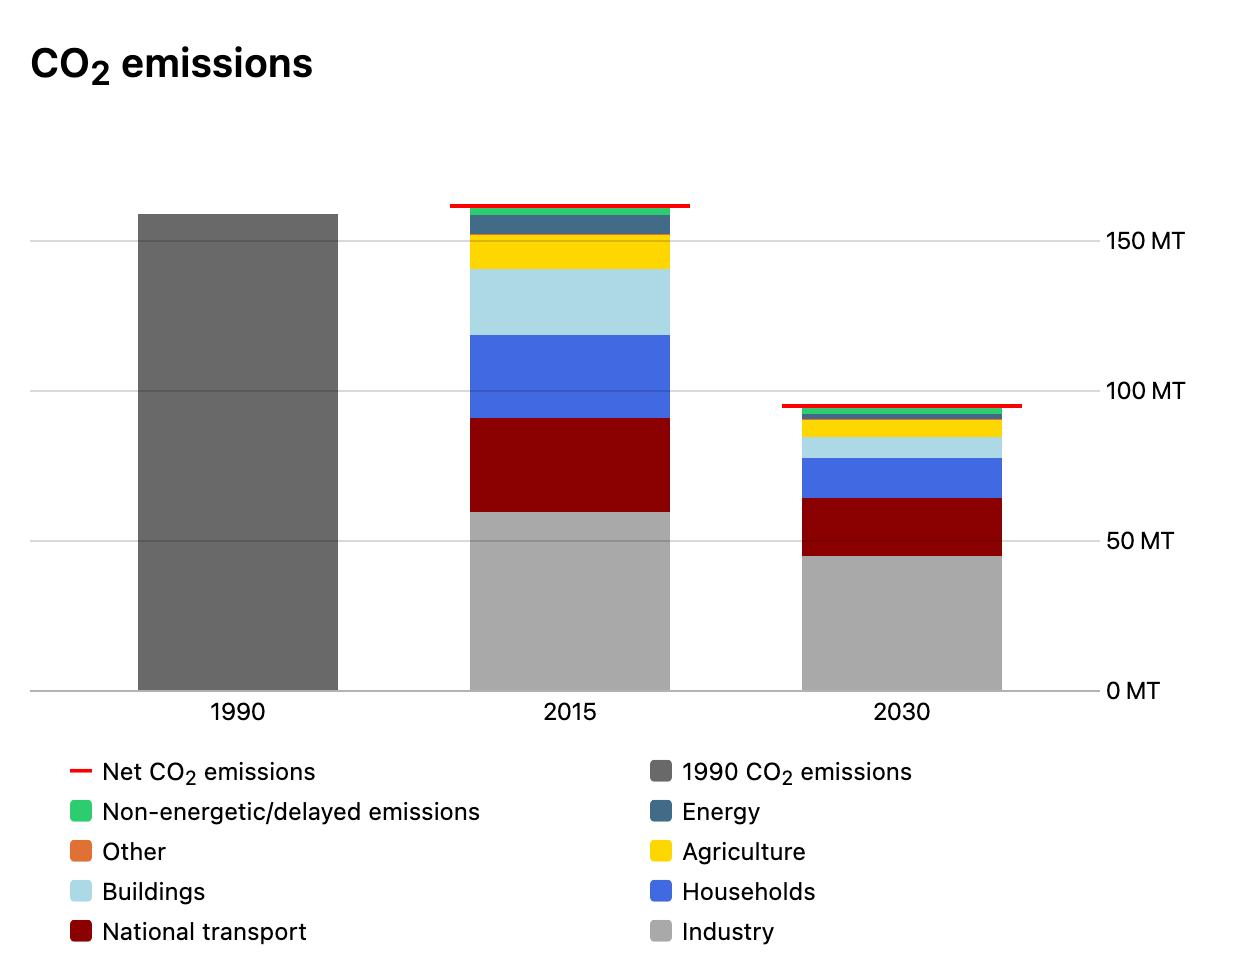 CO₂ emissions
150 MT
100 MT
50 MT
0 MT
1990 2015 2030
Net CO₂ emissions
1990 CO₂ emissions
Non-energetic/delayed emissions
Energy
Other
Agriculture
Buildings
Households
National transport
Industry